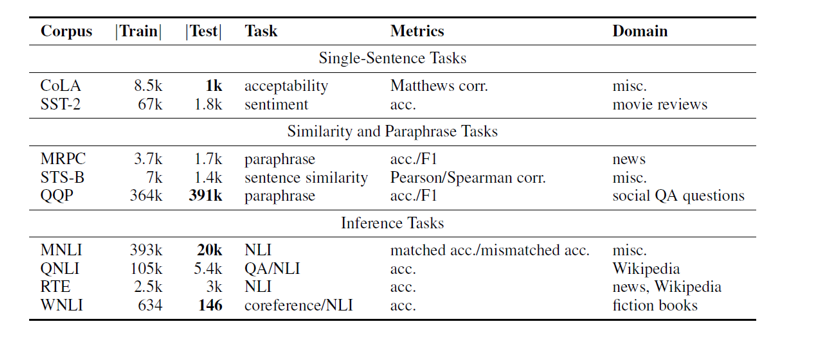 Corpus |Train| |Test| Task Metrics Domain
Single-Sentence Tasks
CoLA 8.5k 1k acceptability Matthews corr. misc.
SST-2 67k 1.8k sentiment acc. movie reviews
Similarity and Paraphrase Tasks
MRPC 3.7k 1.7k paraphrase acc./F1 news
STS-B 7k 1.4k sentence similarity Pearson/Spearman corr. misc.
QQP 364k 391k paraphrase acc./F1 social QA questions
Inference Tasks
MNLI 393k 20k NLI matched acc./mismatched acc. misc.
QNLI 105k 5.4k QA/NLI acc. Wikipedia
RTE 2.5k 3k NLI acc. news, Wikipedia
WNLI 634 146 coreference/NLI acc. fiction books